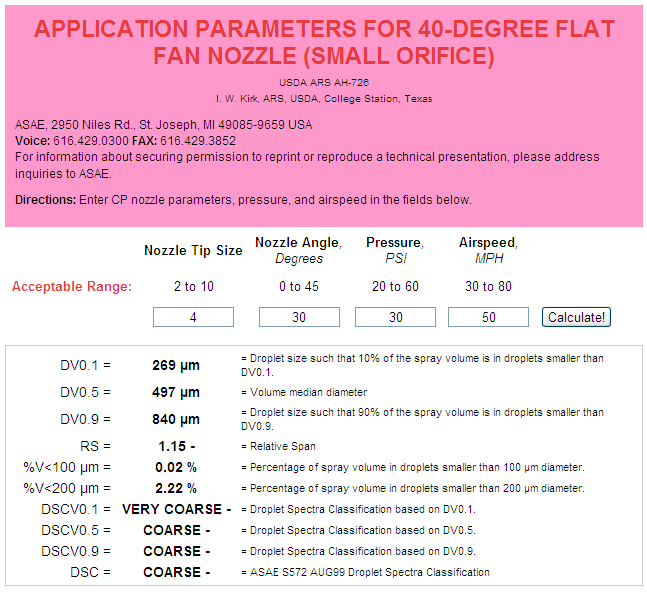 APPLICATION PARAMETERS FOR 40-DEGREE FLAT
FAN NOZZLE (SMALL ORIFICE)
USDA ARS AH-726
I. W. Kirk, ARS, USDA, College Station, Texas
ASAE, 2950 Niles Rd., St. Joseph, MI 49085-9659 USA
Voice: 616.429.0300 FAX: 616.429.3852
For information about securing permission to reprint or reproduce a technical presentation, please address
inquiries to ASAE.
Directions: Enter CP nozzle parameters, pressure, and airspeed in the fields below.
Nozzle Tip Size Nozzle Angle, Degrees Pressure, PSI Airspeed, MPH
Acceptable Range: 2 to 10 0 to 45 20 to 60 30 to 80
4 30 30 50 Calculate!
DV0.1 = 269 µm = Droplet size such that 10% of the spray volume is in droplets smaller than
DV0.1.
DV0.5 = 497 µm = Volume median diameter
DV0.9 = 840 µm = Droplet size such that 90% of the spray volume is in droplets smaller than
DV0.9.
RS = 1.15 - = Relative Span
%V<100 µm = 0.02 % = Percentage of spray volume in droplets smaller than 100 µm diameter.
%V<200 µm = 2.22 % = Percentage of spray volume in droplets smaller than 200 µm diameter.
DSCV0.1 = VERY COARSE - = Droplet Spectra Classification based on DV0.1.
DSCV0.5 = COARSE - = Droplet Spectra Classification based on DV0.5.
DSCV0.9 = COARSE - = Droplet Spectra Classification based on DV0.9.
DSC = COARSE - = ASAE S572 AUG99 Droplet Spectra Classification